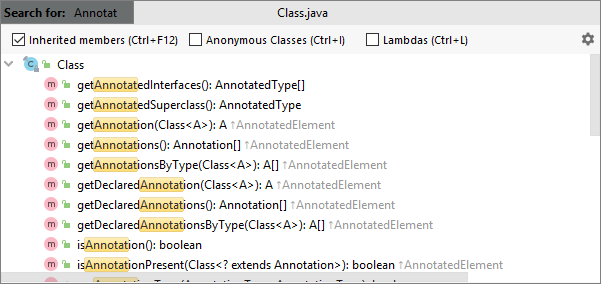 Search for: Annotat Class.java
Inherited members (Ctrl+F12) Anonymous Classes (Ctrl+I) Lambdas (Ctrl+L)
Class
m getAnnotatedInterfaces(): AnnotatedType[]
m getAnnotatedSuperclass(): AnnotatedType
m getAnnotation(Class<A>): A ↑AnnotatedElement
m getAnnotations(): Annotation[] ↑AnnotatedElement
m getAnnotationsByType(Class<A>): A[] ↑AnnotatedElement
m getDeclaredAnnotation(Class<A>): A ↑AnnotatedElement
m getDeclaredAnnotations(): Annotation[] ↑AnnotatedElement
m getDeclaredAnnotationsByType(Class<A>): A[] ↑AnnotatedElement
m isAnnotation(): boolean
m isAnnotationPresent(Class<? extends Annotation>): boolean ↑AnnotatedElement